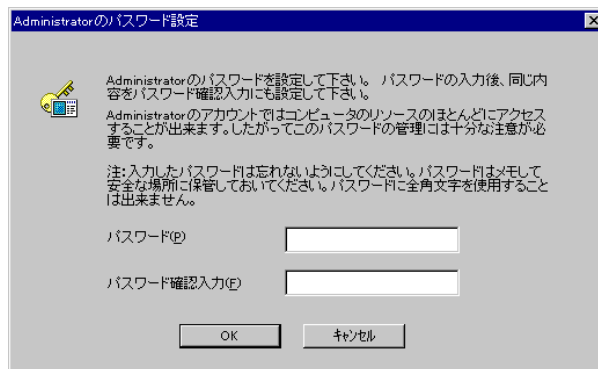 Administratorのパスワード設定
Administratorのパスワードを設定して下さい。 パスワードの入力後、同じ内
容をパスワード確認入力にも設定して下さい。
Administratorのアカウントではコンピュータのリソースのほとんどにアクセス
することが出来ます。したがってこのパスワードの管理には十分な注意が必
要です。
注：入力したパスワードは忘れないようにしてください。パスワードはメモして
安全な場所に保管しておいてください。パスワードに全角文字を使用すること
は出来ません。
パスワード(P)
パスワード確認入力(F)
OK キャンセル